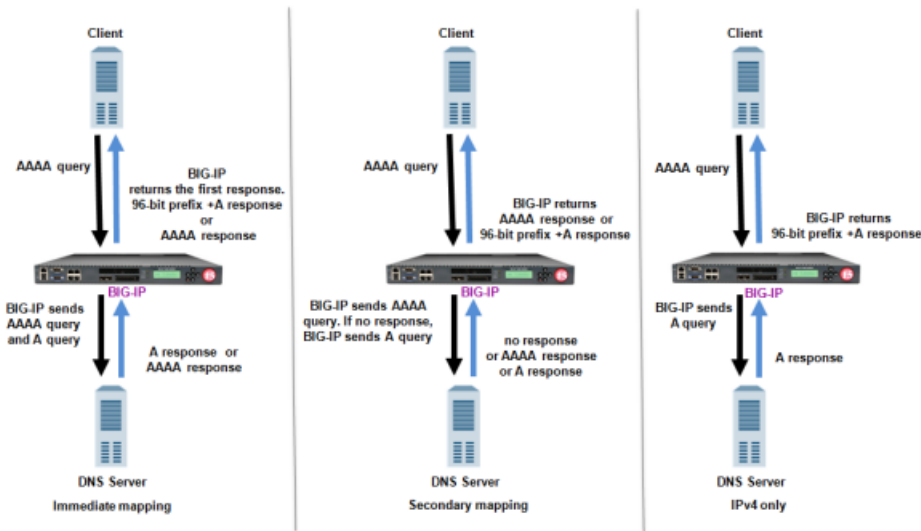 Client
AAAA query
BIG-IP
returns the first response.
96-bit prefix +A response
or
AAAA response
BIG-IP
BIG-IP sends
AAAA query
and A query
A response or
AAAA response
DNS Server
Immediate mapping
Client
AAAA query
BIG-IP returns
AAAA response or
96-bit prefix +A response
BIG-IP
BIG-IP sends AAAA
query. If no response,
BIG-IP sends A query
no response
or AAAA response
or A response
DNS Server
Secondary mapping
Client
AAAA query
BIG-IP returns
96-bit prefix +A response
BIG-IP
BIG-IP sends
A query
A response
DNS Server
IPv4 only